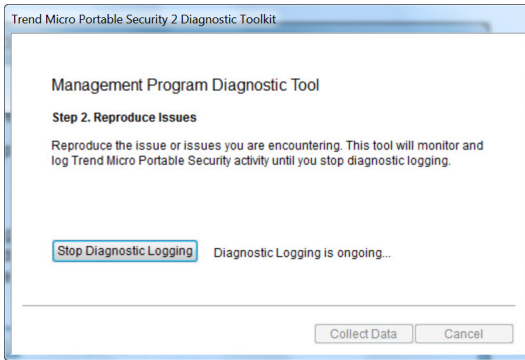 Trend Micro Portable Security 2 Diagnostic Toolkit
Management Program Diagnostic Tool
Step 2. Reproduce Issues
Reproduce the issue or issues you are encountering. This tool will monitor and
log Trend Micro Portable Security activity until you stop diagnostic logging.
Stop Diagnostic Logging Diagnostic Logging is ongoing...
Collect Data Cancel